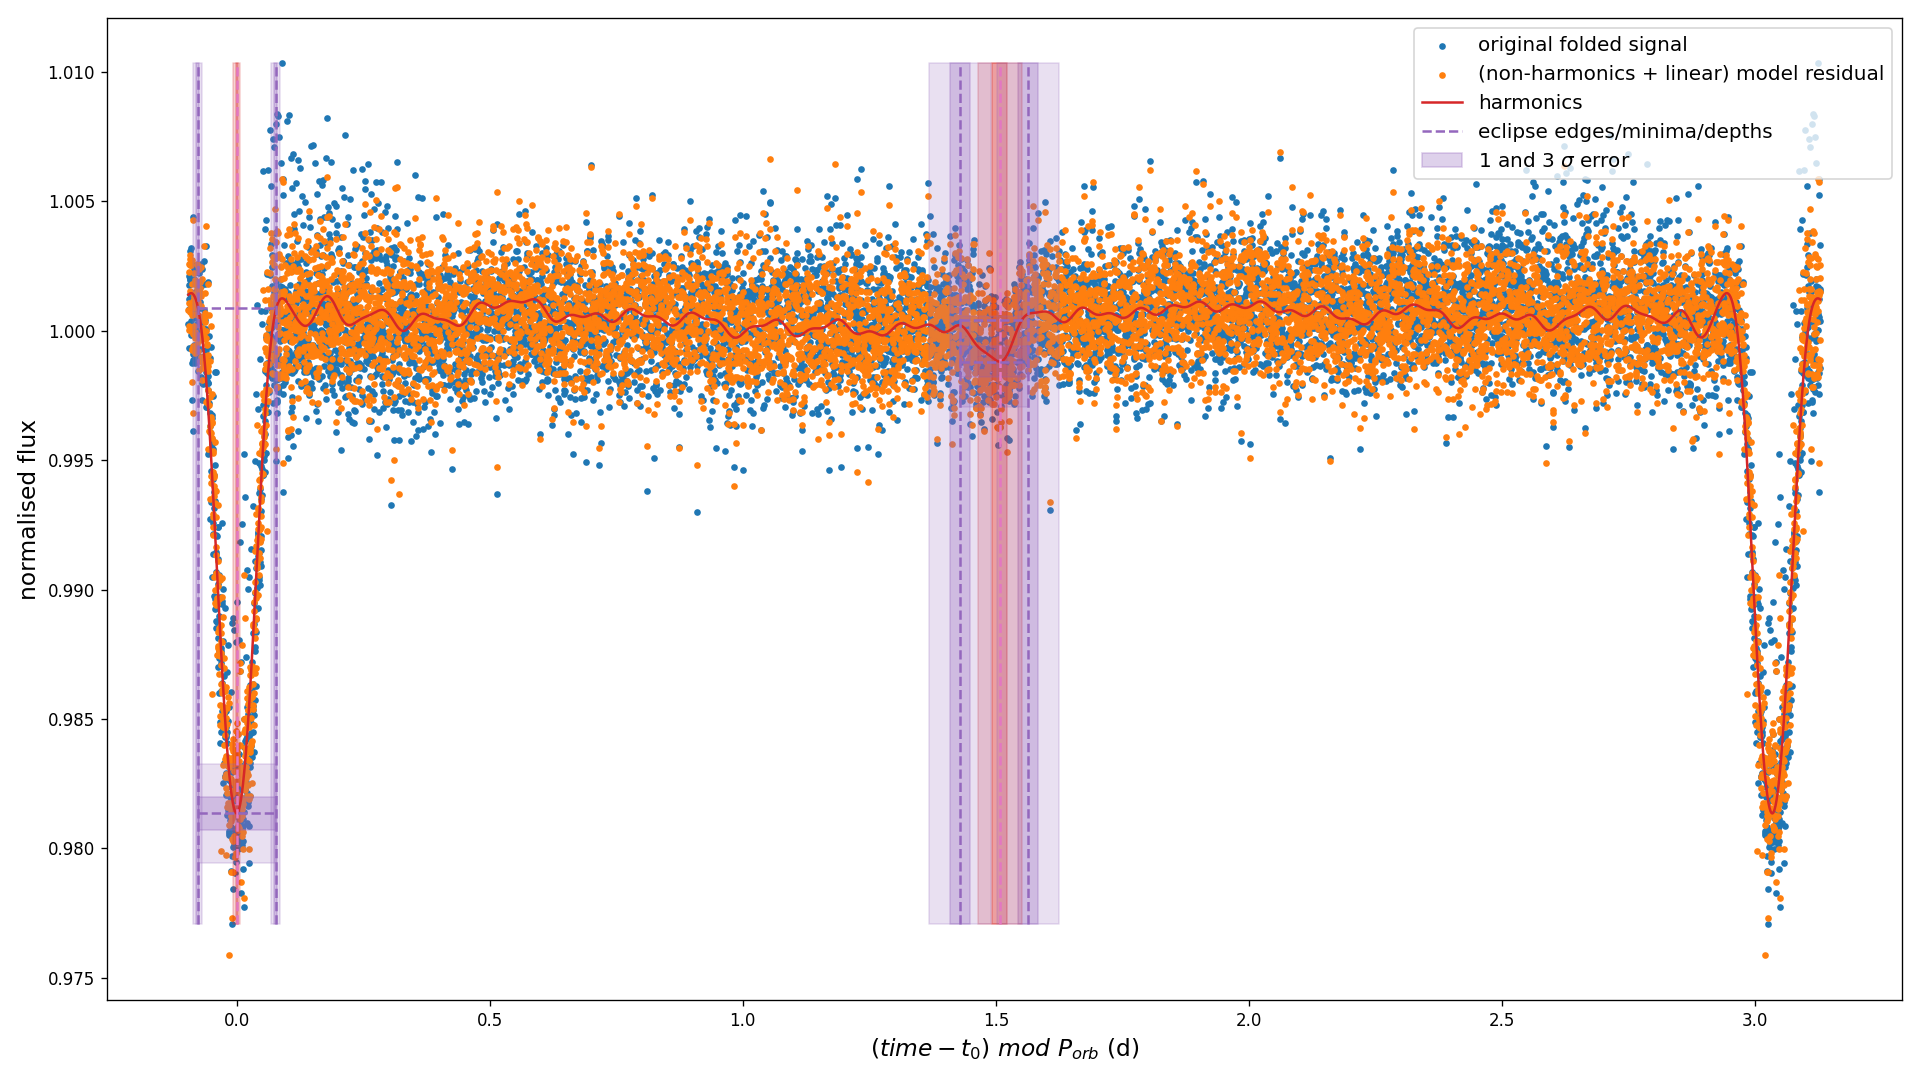 original folded signal
(non-harmonics + linear) model residual
harmonics
eclipse edges/minima/depths
1 and 3 σ error
normalised flux
1.010
1.005
1.000
0.995
0.990
0.985
0.980
0.975
0.0 0.5 1.0 1.5 2.0 2.5 3.0
(time − t₀) mod Pₒᵣb (d)